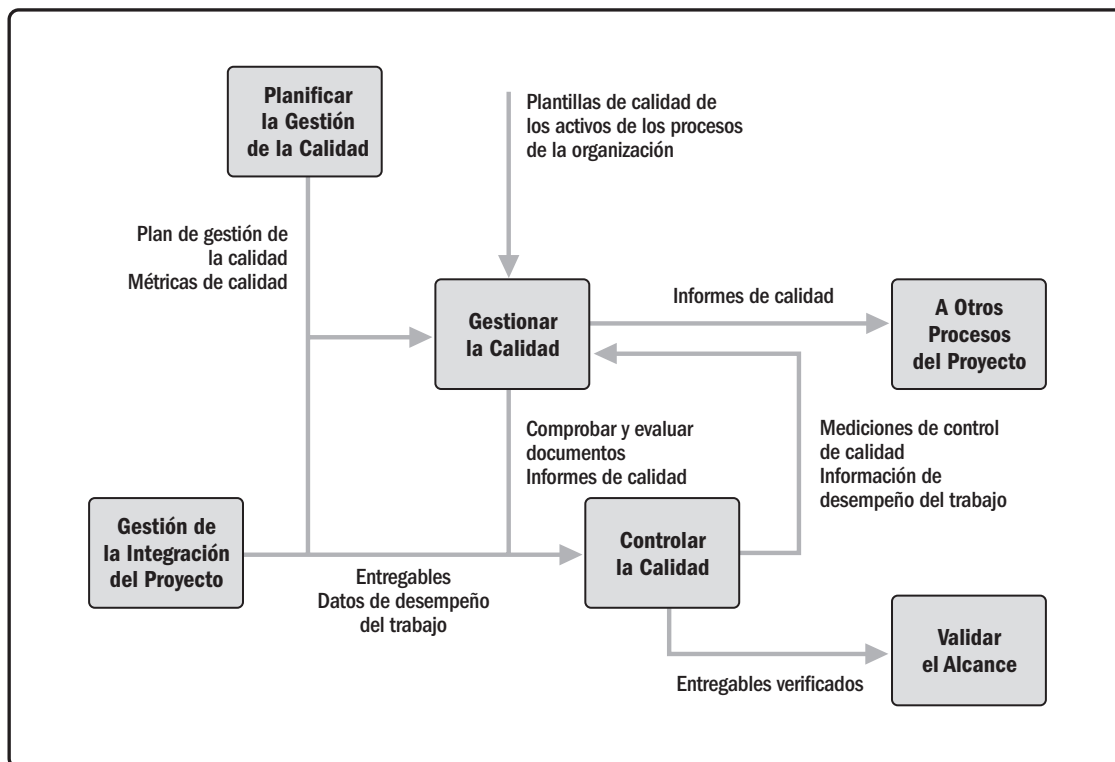 Planificar
la Gestión
de la Calidad
Plantillas de calidad de
los activos de los procesos
de la organización
Plan de gestión de
la calidad
Métricas de calidad
Gestionar
la Calidad
Informes de calidad
A Otros
Procesos
del Proyecto
Comprobar y evaluar
documentos
Informes de calidad
Mediciones de control
de calidad
Información de
desempeño del trabajo
Gestión de
la Integración
del Proyecto
Entregables
Datos de desempeño
del trabajo
Controlar
la Calidad
Entregables verificados
Validar
el Alcance